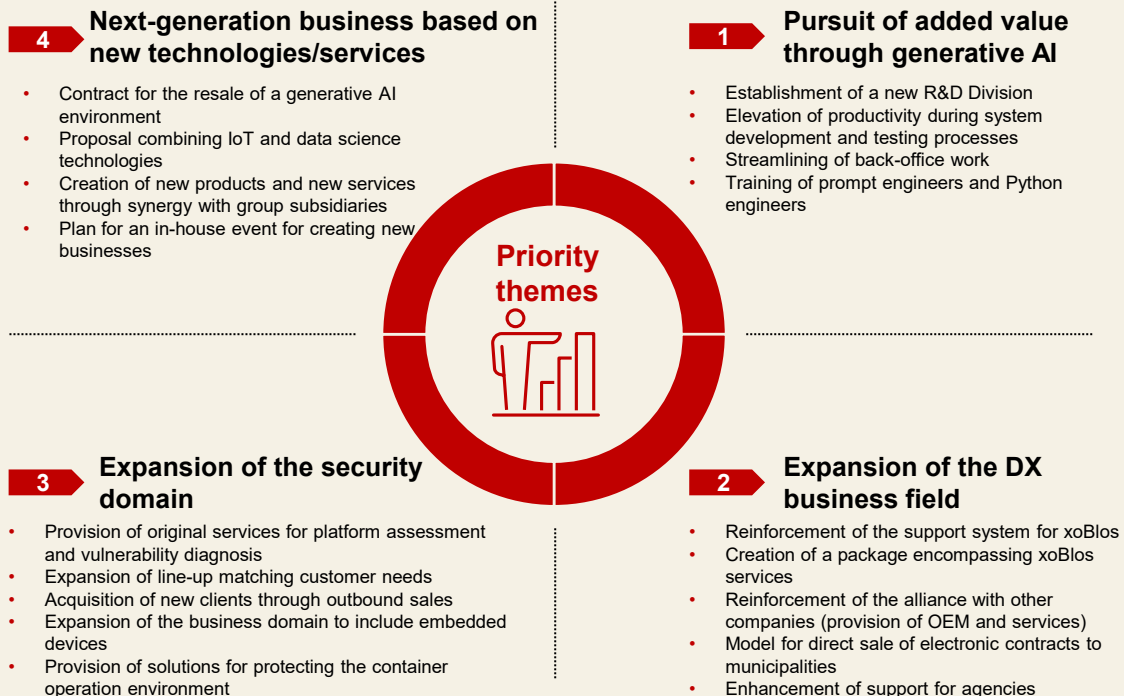 4
Next-generation business based on
new technologies/services
• Contract for the resale of a generative AI
environment
• Proposal combining IoT and data science
technologies
• Creation of new products and new services
through synergy with group subsidiaries
• Plan for an in-house event for creating new
businesses
1
Pursuit of added value
through generative AI
• Establishment of a new R&D Division
• Elevation of productivity during system
development and testing processes
• Streamlining of back-office work
• Training of prompt engineers and Python
engineers
Priority
themes
3
Expansion of the security
domain
• Provision of original services for platform assessment
and vulnerability diagnosis
• Expansion of line-up matching customer needs
• Acquisition of new clients through outbound sales
• Expansion of the business domain to include embedded
devices
• Provision of solutions for protecting the container
operation environment
2
Expansion of the DX
business field
• Reinforcement of the support system for xoBlos
• Creation of a package encompassing xoBlos
services
• Reinforcement of the alliance with other
companies (provision of OEM and services)
• Model for direct sale of electronic contracts to
municipalities
• Enhancement of support for agencies